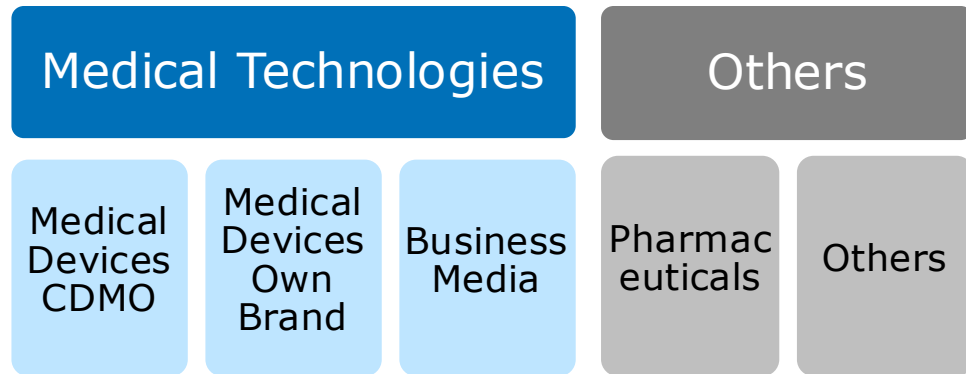 Medical Technologies
Others
Medical
Devices
CDMO
Medical
Devices
Own
Brand
Business
Media
Pharmac
euticals
Others